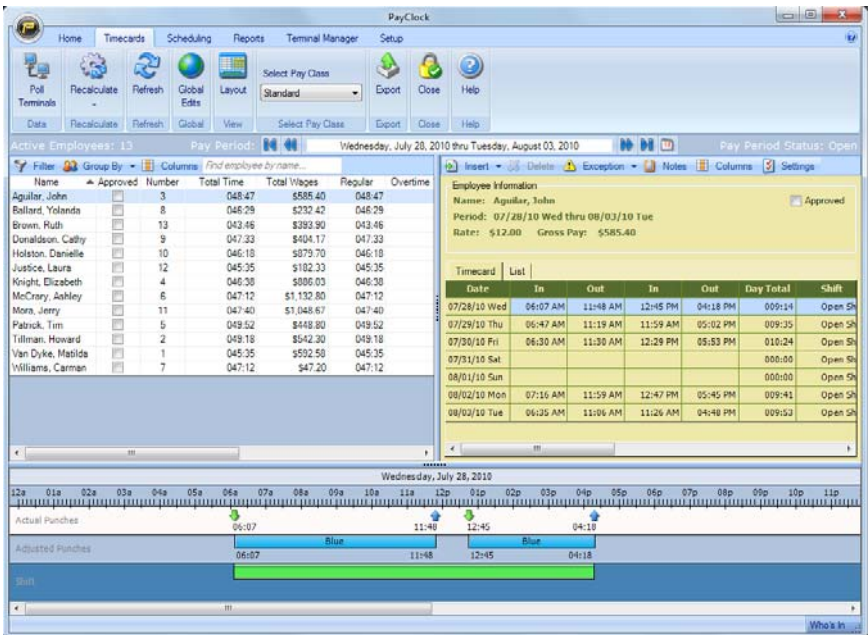 PayClock
Home Timecards Scheduling Reports Terminal Manager Setup
Poll Terminals Recalculate Refresh Global Edits Layout Select Pay Class Standard Export Close Help
Data Recalculate Refresh Global View Select Pay Class Export Close Help
Active Employees: 13 Pay Period: Wednesday, July 28, 2010 thru Tuesday, August 03, 2010 Pay Period Status: Open
Filter Group By Columns Find employee by name...
Name Approved Number Total Time Total Wages Regular Overtime
Aguilar, John 3 048:47 $585.40 048:47
Ballard, Yolanda 8 046:29 $232.42 046:29
Brown, Ruth 13 043:46 $393.90 043:46
Donaldson, Cathy 9 047:33 $404.17 047:33
Holston, Danielle 10 046:18 $879.70 046:18
Justice, Laura 12 045:35 $182.33 045:35
Knight, Elizabeth 4 046:38 $886.03 046:38
McCrary, Ashley 6 047:12 $1,132.80 047:12
Mora, Jerry 11 047:40 $1,048.67 047:40
Patrick, Tim 5 049:52 $448.80 049:52
Tillman, Howard 2 049:18 $542.30 049:18
Van Dyke, Matilda 1 045:35 $592.58 045:35
Williams, Carman 7 047:12 $47.20 047:12
Insert Delete Exception Notes Columns Settings
Employee Information
Name: Aguilar, John Approved
Period: 07/28/10 Wed thru 08/03/10 Tue
Rate: $12.00 Gross Pay: $585.40
Timecard List
Date In Out In Out Day Total Shift
07/28/10 Wed 06:07 AM 11:48 AM 12:45 PM 04:18 PM 009:14 Open Sh
07/29/10 Thu 06:47 AM 11:19 AM 11:59 AM 05:02 PM 009:35 Open Sh
07/30/10 Fri 06:30 AM 11:30 AM 12:29 PM 05:53 PM 010:24 Open Sh
07/31/10 Sat 000:00 Open Sh
08/01/10 Sun 000:00 Open Sh
08/02/10 Mon 07:16 AM 11:59 AM 12:47 PM 05:45 PM 009:41 Open Sh
08/03/10 Tue 06:35 AM 11:06 AM 11:26 AM 04:48 PM 009:53 Open Sh
Wednesday, July 28, 2010
12a 01a 02a 03a 04a 05a 06a 07a 08a 09a 10a 11a 12p 01p 02p 03p 04p 05p 06p 07p 08p 09p 10p 11p
Actual Punches
06:07 11:48 12:45 04:18
Blue Blue
Adjusted Punches
06:07 11:48 12:45 04:18
Shift
Who's In